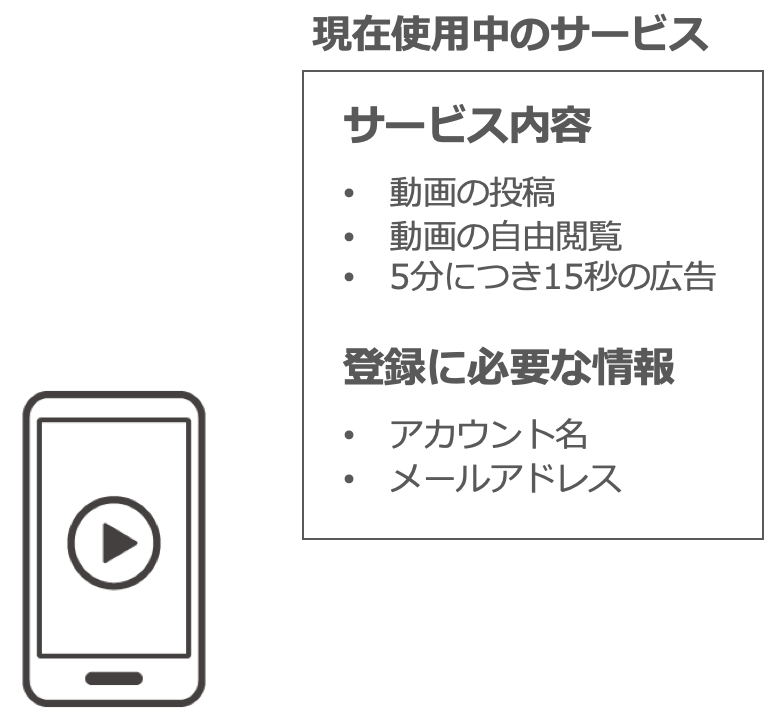 現在使用中のサービス
サービス内容
• 動画の投稿
• 動画の自由閲覧
• 5分につき15秒の広告
登録に必要な情報
• アカウント名
• メールアドレス